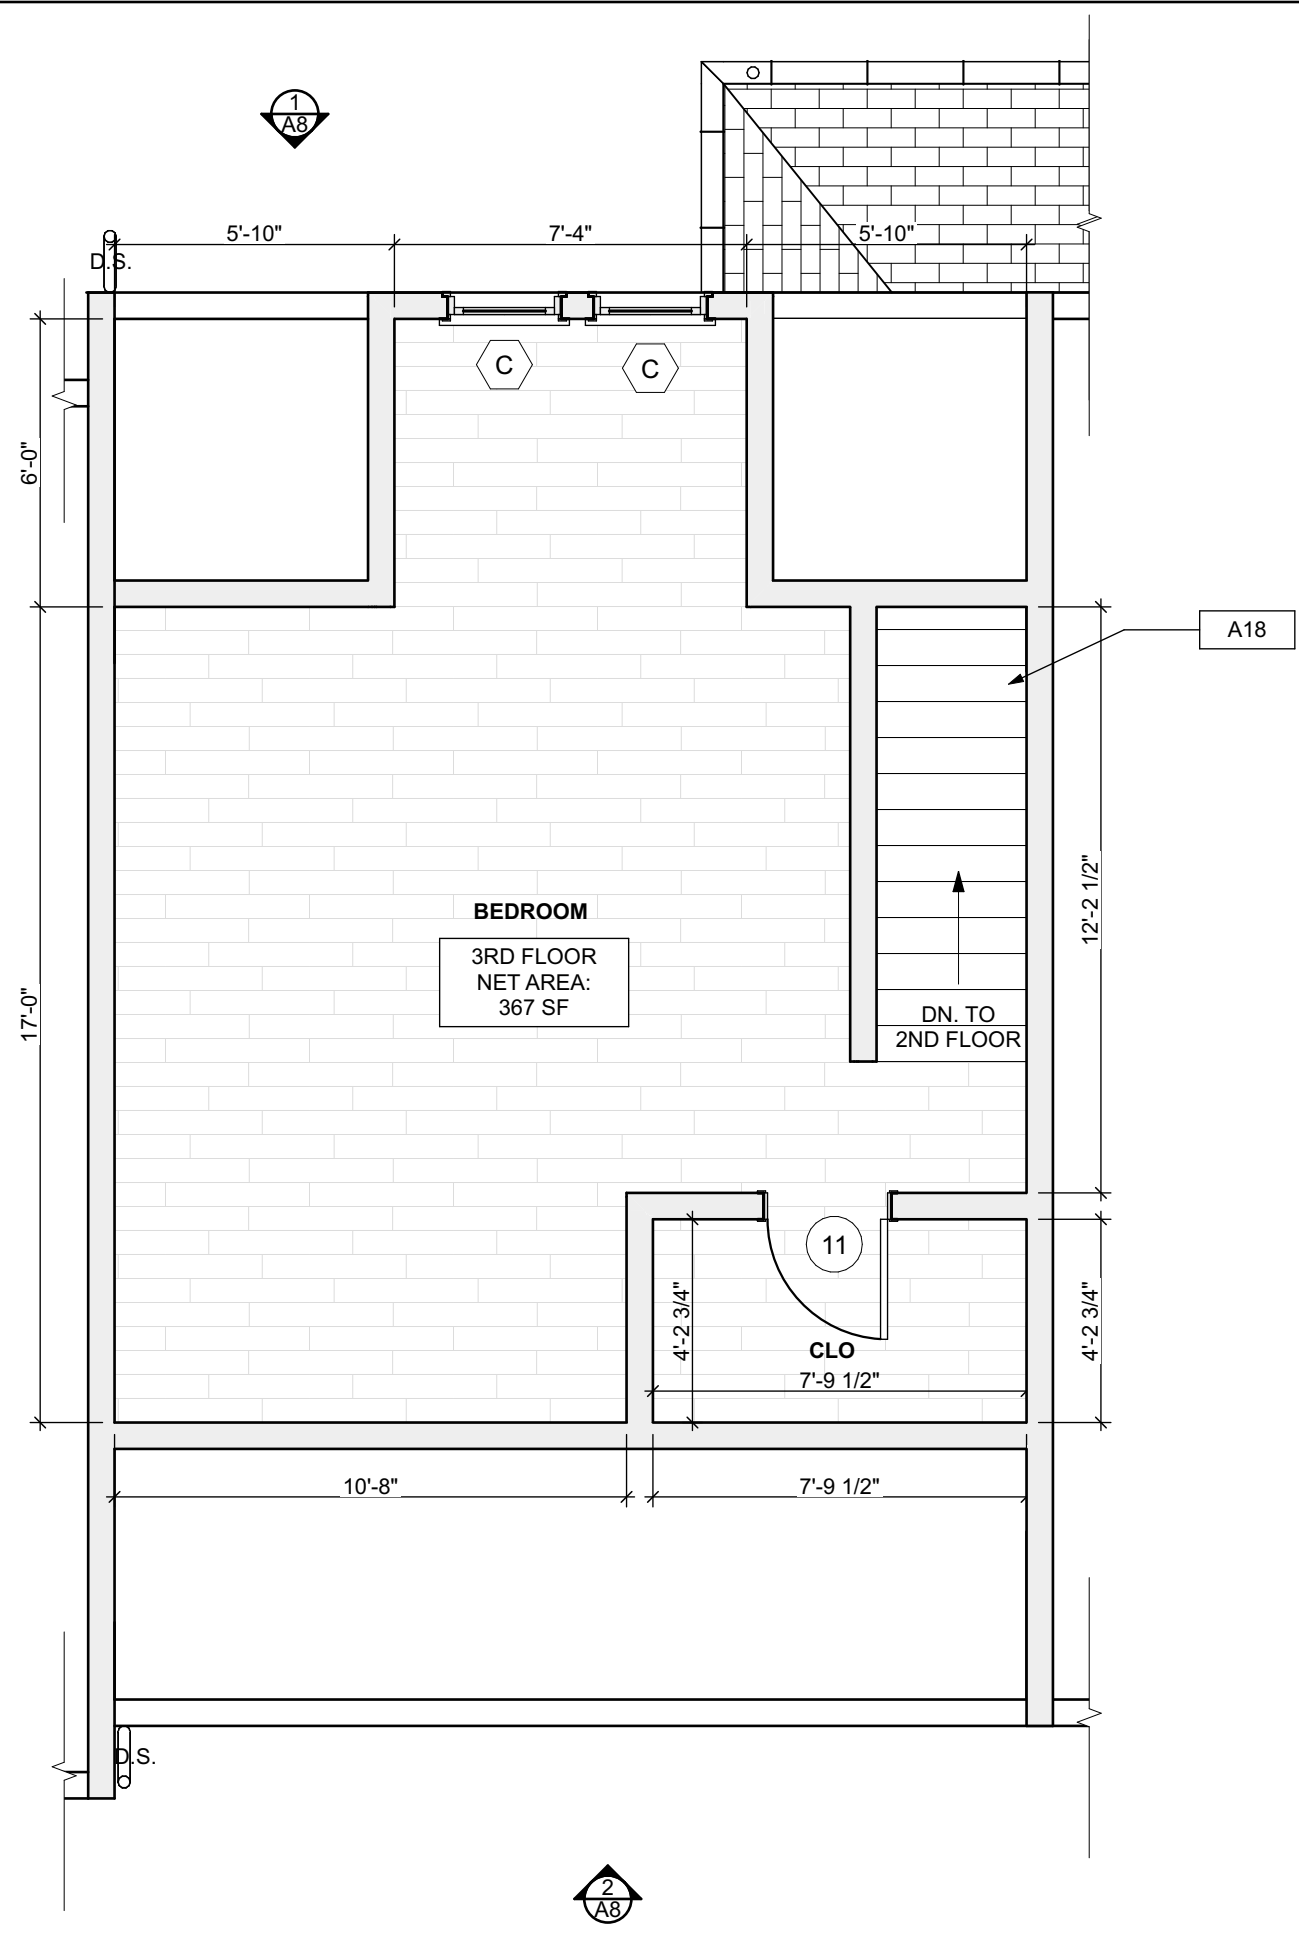 1
A8
5'-10"
7'-4"
5'-10"
D.S.
C
C
6'-0"
A18
12'-2 1/2"
BEDROOM
3RD FLOOR
NET AREA:
367 SF
17'-0"
DN. TO
2ND FLOOR
11
4'-2 3/4"
4'-2 3/4"
CLO
7'-9 1/2"
10'-8"
7'-9 1/2"
D.S.
2
A8